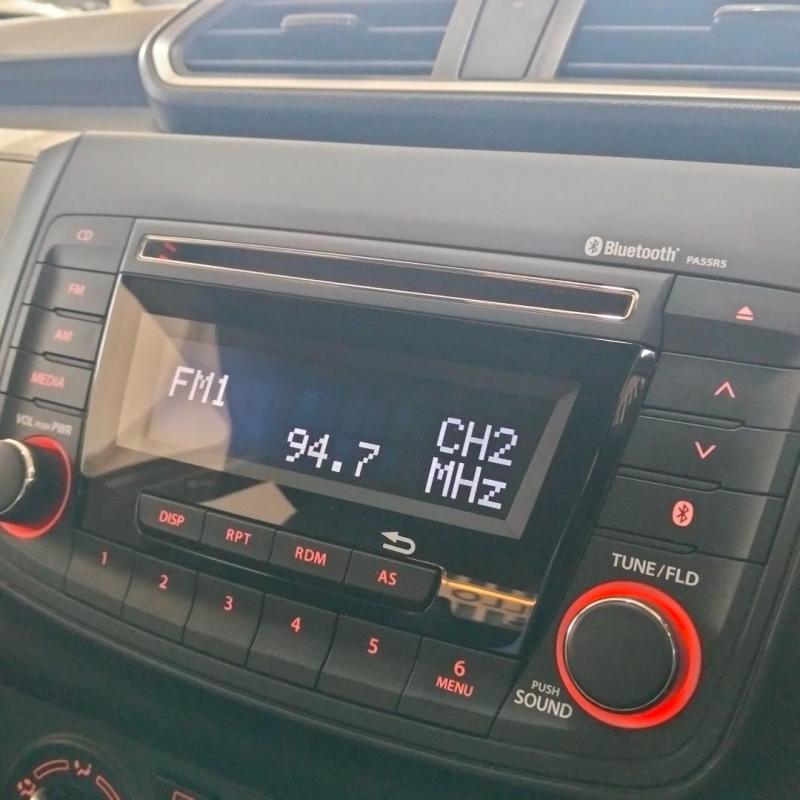 Bluetooth PA55R5
CD
FM
AM
MEDIA
VOL PUSH PWR
FM1
CH2
94.7 MHz
DISP RPT RDM AS
1 2 3 4 5 6
MENU
TUNE/FLD
PUSH
SOUND